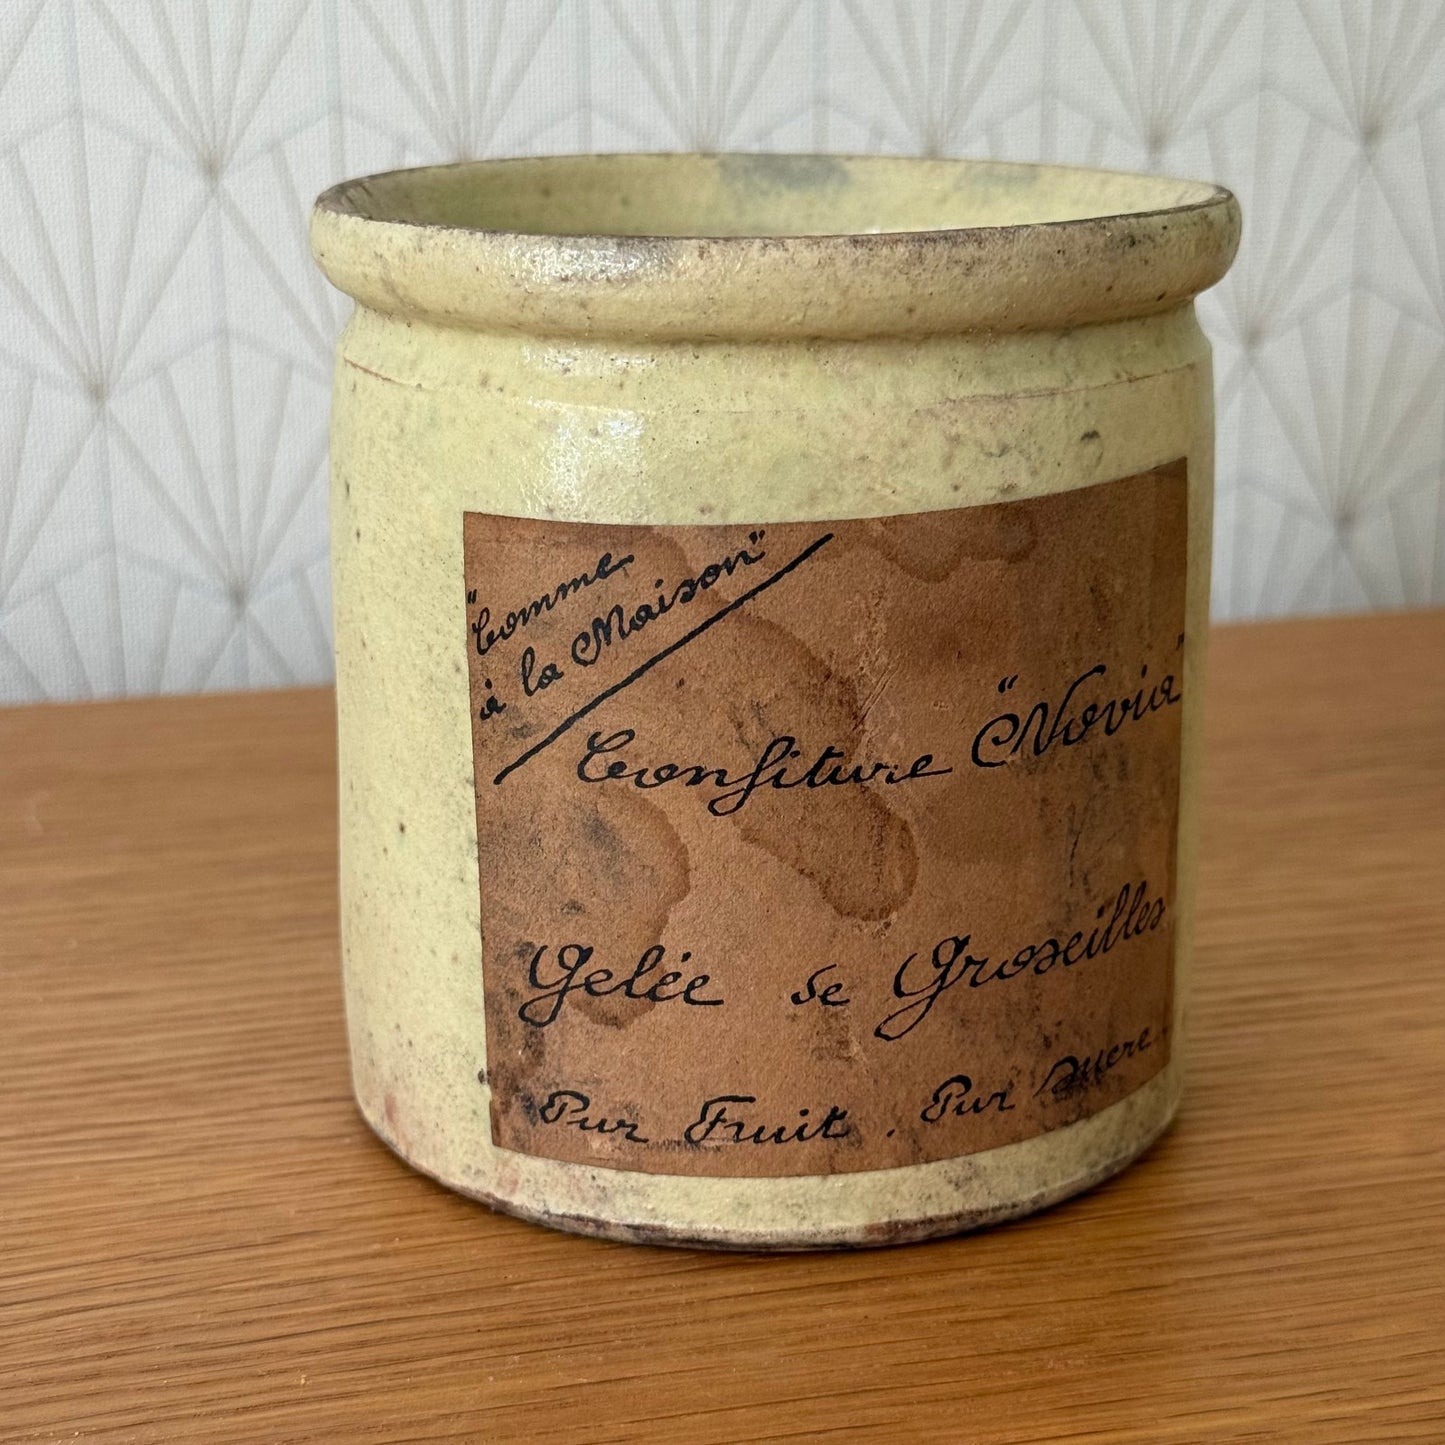 "Comme
à la Maison"
Confiture "Novia"
Gelée de Groseilles
Pur Fruit. Pur Sucre.